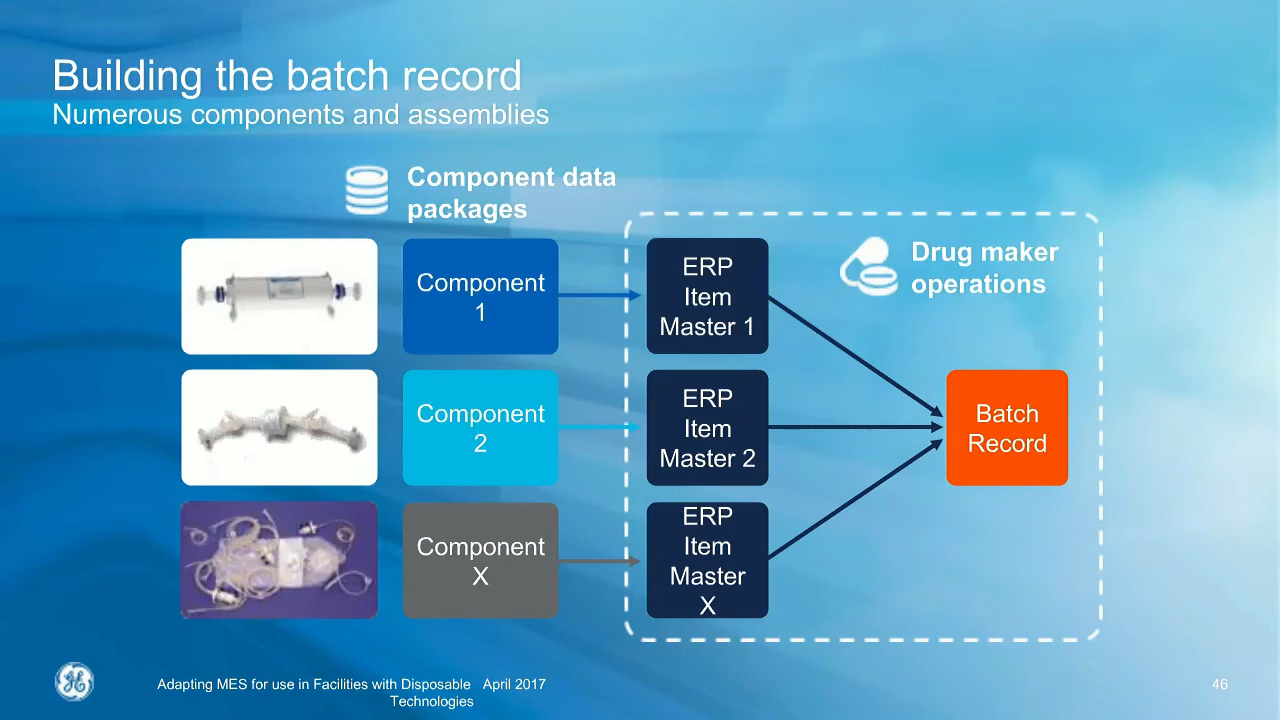 Building the batch record
Numerous components and assemblies
Component data
packages
Drug maker
operations
Component
1
ERP
Item
Master 1
Component
2
ERP
Item
Master 2
Batch
Record
Component
X
ERP
Item
Master
X
Adapting MES for use in Facilities with Disposable April 2017
Technologies
46